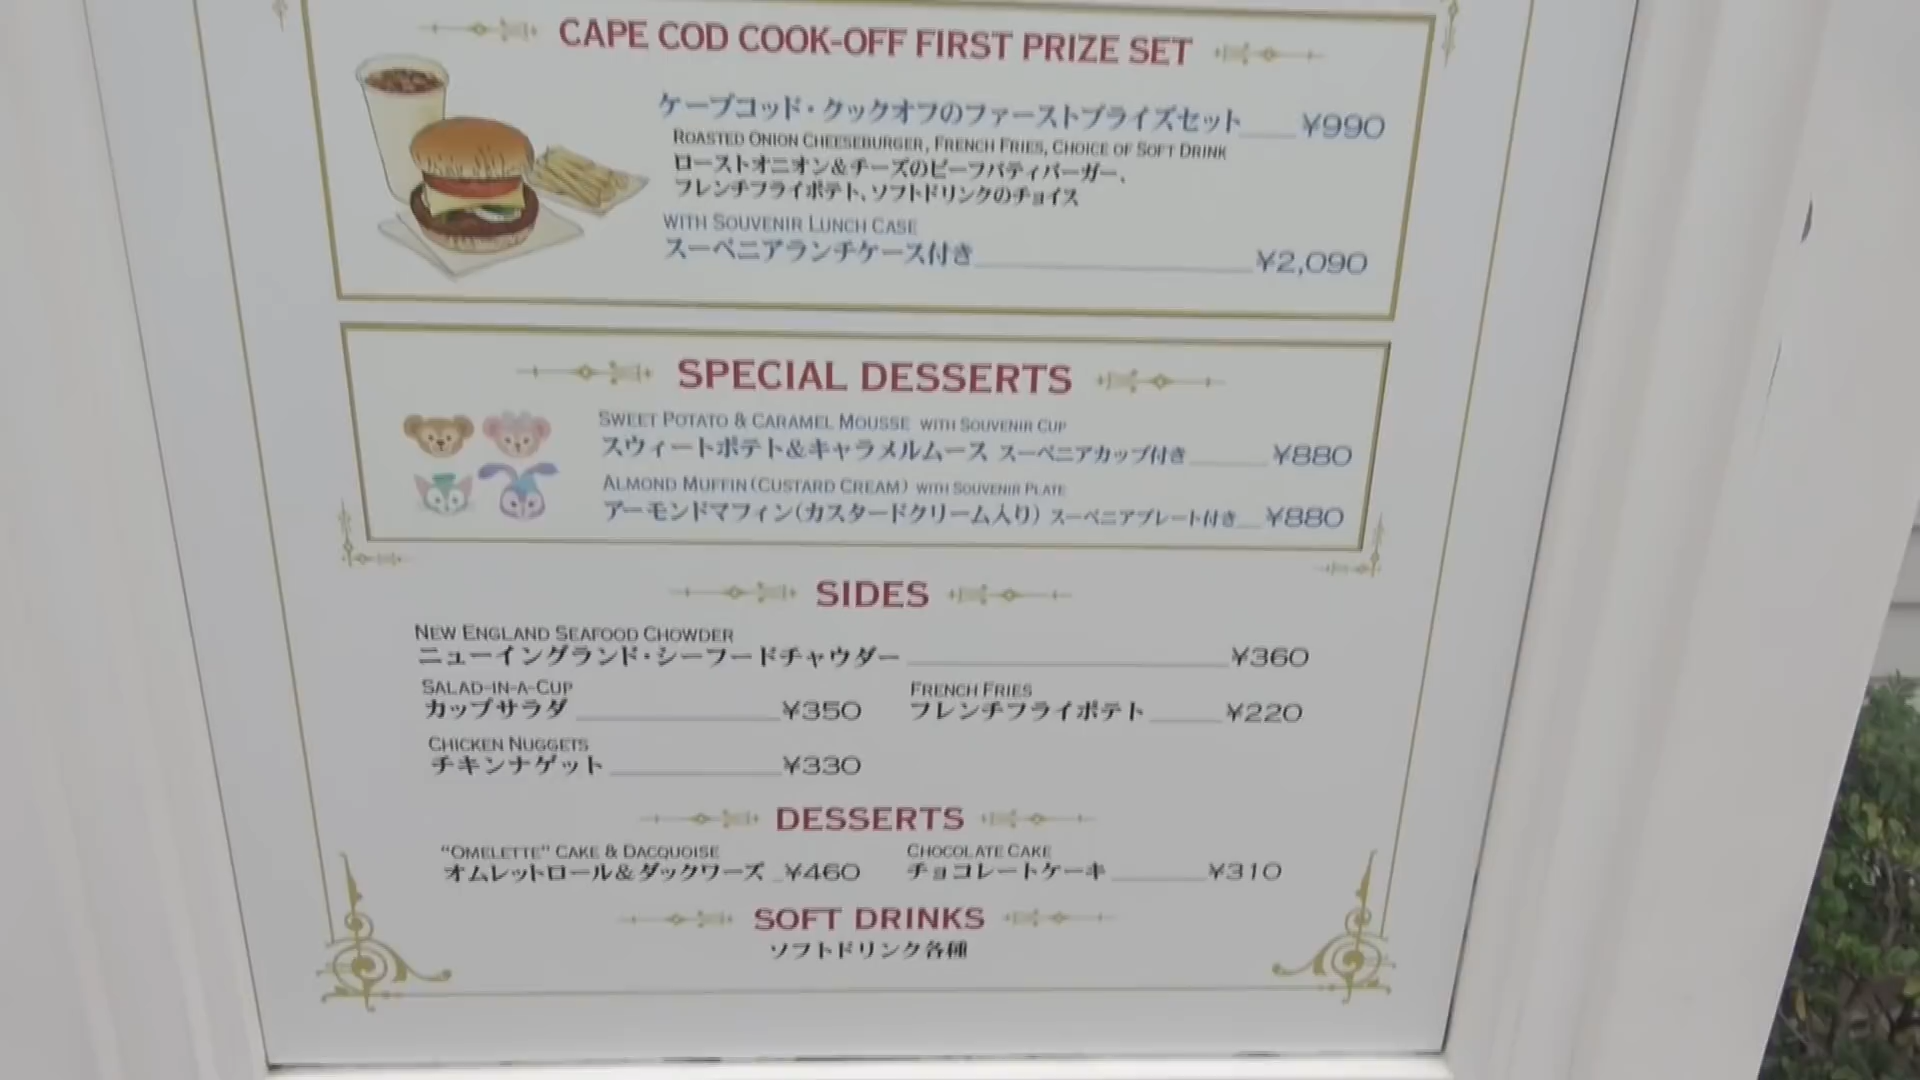 CAPE COD COOK-OFF FIRST PRIZE SET
ケープコッド・クックオフのファーストプライズセット ¥990
ROASTED ONION CHEESEBURGER, FRENCH FRIES, CHOICE OF SOFT DRINK
ローストオニオン&チーズのビーフパティバーガー、
フレンチフライポテト、ソフトドリンクのチョイス
WITH SOUVENIR LUNCH CASE
スーベニアランチケース付き ¥2,090
SPECIAL DESSERTS
SWEET POTATO & CARAMEL MOUSSE WITH SOUVENIR CUP
スウィートポテト&キャラメルムース スーベニアカップ付き ¥880
ALMOND MUFFIN (CUSTARD CREAM) WITH SOUVENIR PLATE
アーモンドマフィン(カスタードクリーム入り) スーベニアプレート付き ¥880
SIDES
NEW ENGLAND SEAFOOD CHOWDER
ニューイングランド・シーフードチャウダー ¥360
SALAD-IN-A-CUP
カップサラダ ¥350
FRENCH FRIES
フレンチフライポテト ¥220
CHICKEN NUGGETS
チキンナゲット ¥330
DESSERTS
"OMELETTE" CAKE & DACQUOISE
オムレットロール&ダックワーズ ¥460
CHOCOLATE CAKE
チョコレートケーキ ¥310
SOFT DRINKS
ソフトドリンク各種